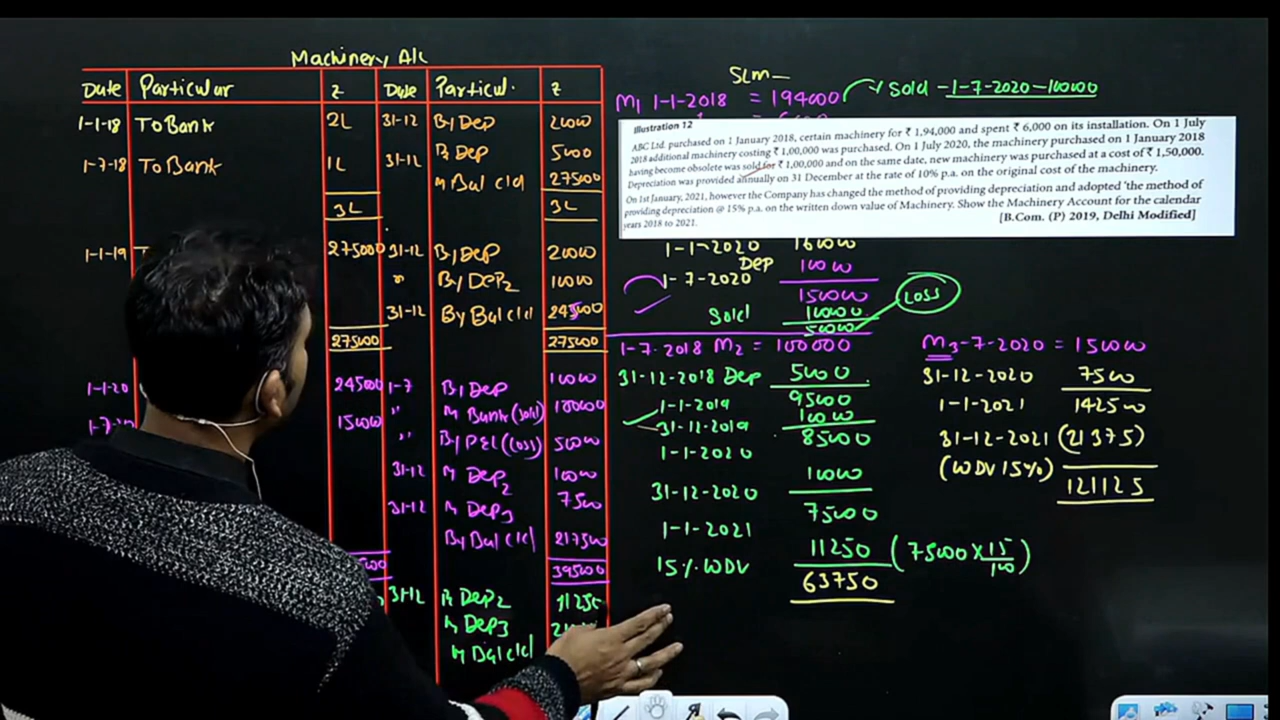 Machinery A/c
Date Particular ₹ Date Particul. ₹
1-1-18 To Bank 2L 31-12 By Dep 20000
By Dep 5000
1-7-18 To Bank 1L 31-12 " Bal c/d 275000
3L 3L
1-1-19 275000 31-12 By Dep 20000
" By DEP2 10000
31-12 By Bal c/d 245000
275000 275000
1-1-20 245000 1-7 By Dep 10000
150000 " " Bank (sold) 100000
" By P&L (Loss) 50000
31-12 " Dep2 10000
31-12 " Dep3 7500
By Bal c/d 217500
395000
31-12 " Dep2 11250
" Dep3
" Bal c/d
SLM
M1 1-1-2018 = 194000 Sold - 1-7-2020 - 100000
Illustration 12
ABC Ltd. purchased on 1 January 2018, certain machinery for ₹ 1,94,000 and spent ₹ 6,000 on its installation. On 1 July
2018 additional machinery costing ₹ 1,00,000 was purchased. On 1 July 2020, the machinery purchased on 1 January 2018
having become obsolete was sold for ₹ 1,00,000 and on the same date, new machinery was purchased at a cost of ₹ 1,50,000.
Depreciation was provided annually on 31 December at the rate of 10% p.a. on the original cost of the machinery.
On 1st January, 2021, however the Company has changed the method of providing depreciation and adopted 'the method of
providing depreciation @ 15% p.a. on the written down value of Machinery. Show the Machinery Account for the calendar
years 2018 to 2021.
[B.Com. (P) 2019, Delhi Modified]
1-1-2020 160000
Dep 10000
1-7-2020
150000
Sold 100000
50000 Loss
1-7-2018 M2 = 100000
31-12-2018 Dep 5000
95000
1-1-2019
10000
31-12-2019
85000
1-1-2020
10000
31-12-2020
75000
1-1-2021
15% WDV 11250 (75000 × 15/100)
63750
M3-7-2020 = 150000
31-12-2020 7500
1-1-2021 142500
31-12-2021 (21375)
(WDV 15%)
121125